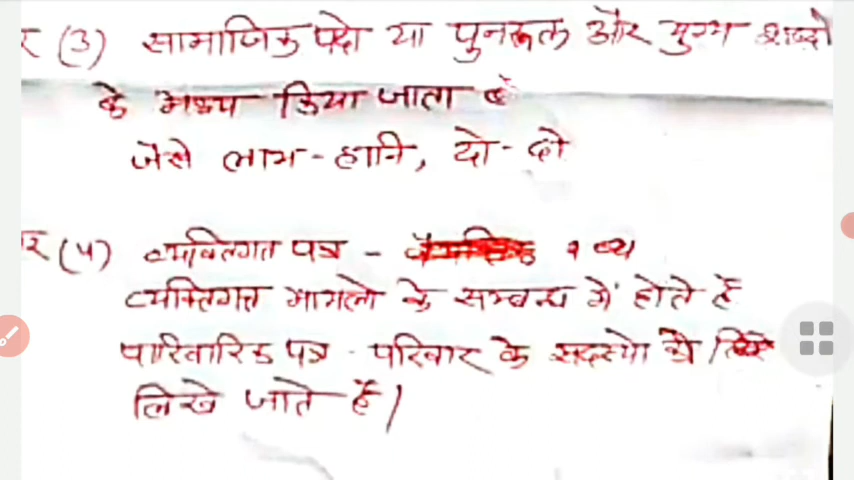 र (3) सामाजिक पदो या पुनरूक्त और युग्म शब्दो
के मध्य किया जाता है
जैसे लाभ - हानि, दो - दो
र (4) व्यक्तिगत पत्र -
व्यक्तिगत मामलो के सम्बन्ध में होते हैं
पारिवारिक पत्र - परिवार के सदस्यो को
लिखे जाते हैं।